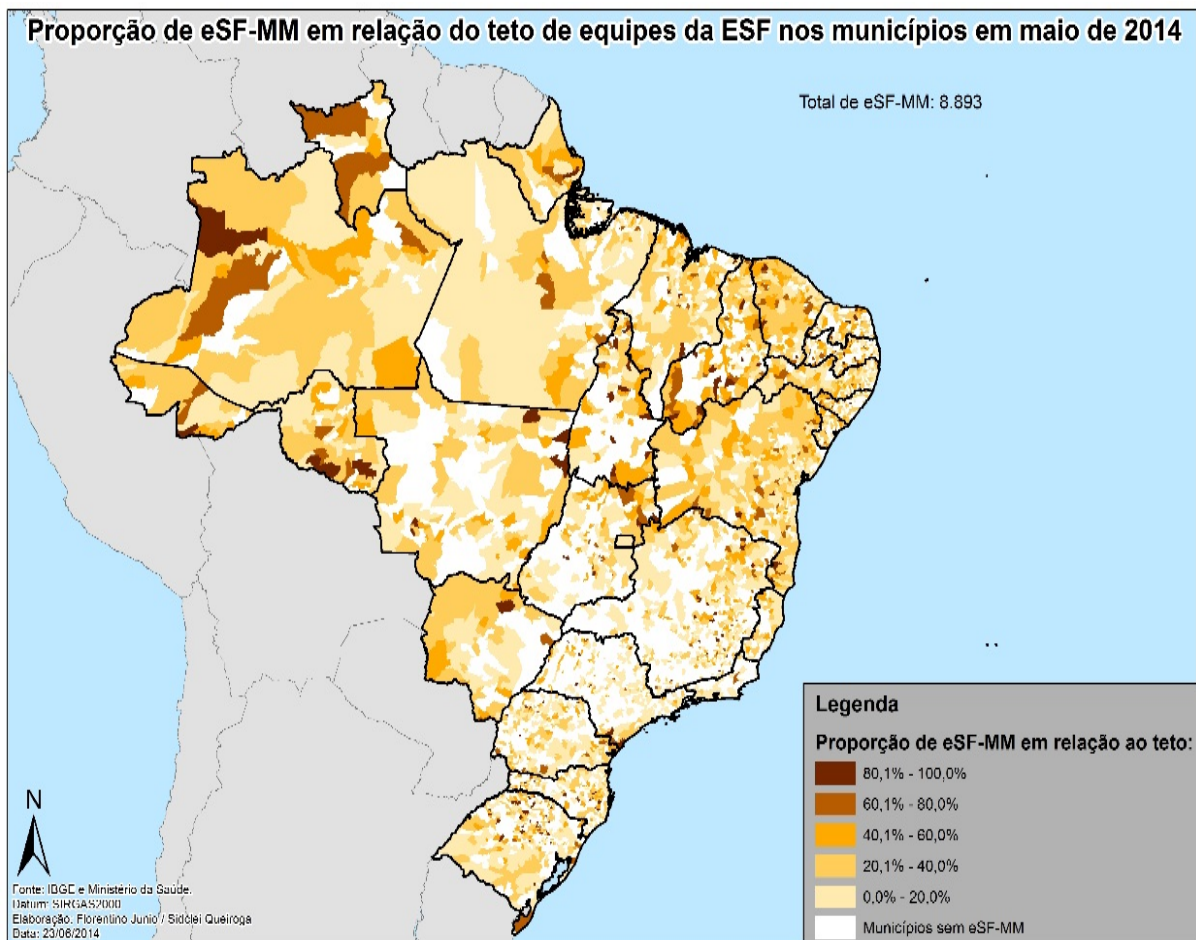 Proporção de eSF-MM em relação do teto de equipes da ESF nos municípios em maio de 2014
Total de eSF-MM: 8.893
Legenda
Proporção de eSF-MM em relação ao teto:
80,1% - 100,0%
60,1% - 80,0%
40,1% - 60,0%
20,1% - 40,0%
0,0% - 20,0%
Municípios sem eSF-MM
N
Fonte: IBGE e Ministério da Saúde.
Datum: SIRGAS2000
Elaboração. Florentino Junio / Sidclei Queiroga
Data: 23/06/2014